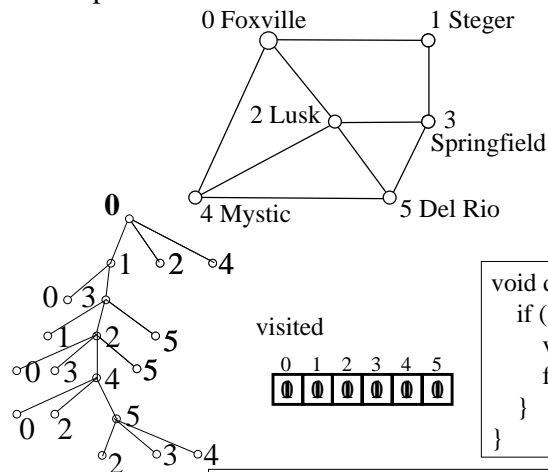 0 Foxville
1 Steger
2 Lusk
3
Springfield
4 Mystic
5 Del Rio
0
1 2 4
0 3
1 2 5
0 3 4 5
0 2 5
2 3 4
visited
0 1 2 3 4 5
void
if (
}
}